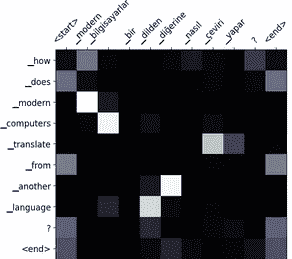 <start>
_modern
_bilgisayarlar
_bir
_dilden
_diğerine
_nasıl
_çeviri
_yapar
?
<end>
_how
_does
_modern
_computers
_translate
_from
_another
_language
?
<end>